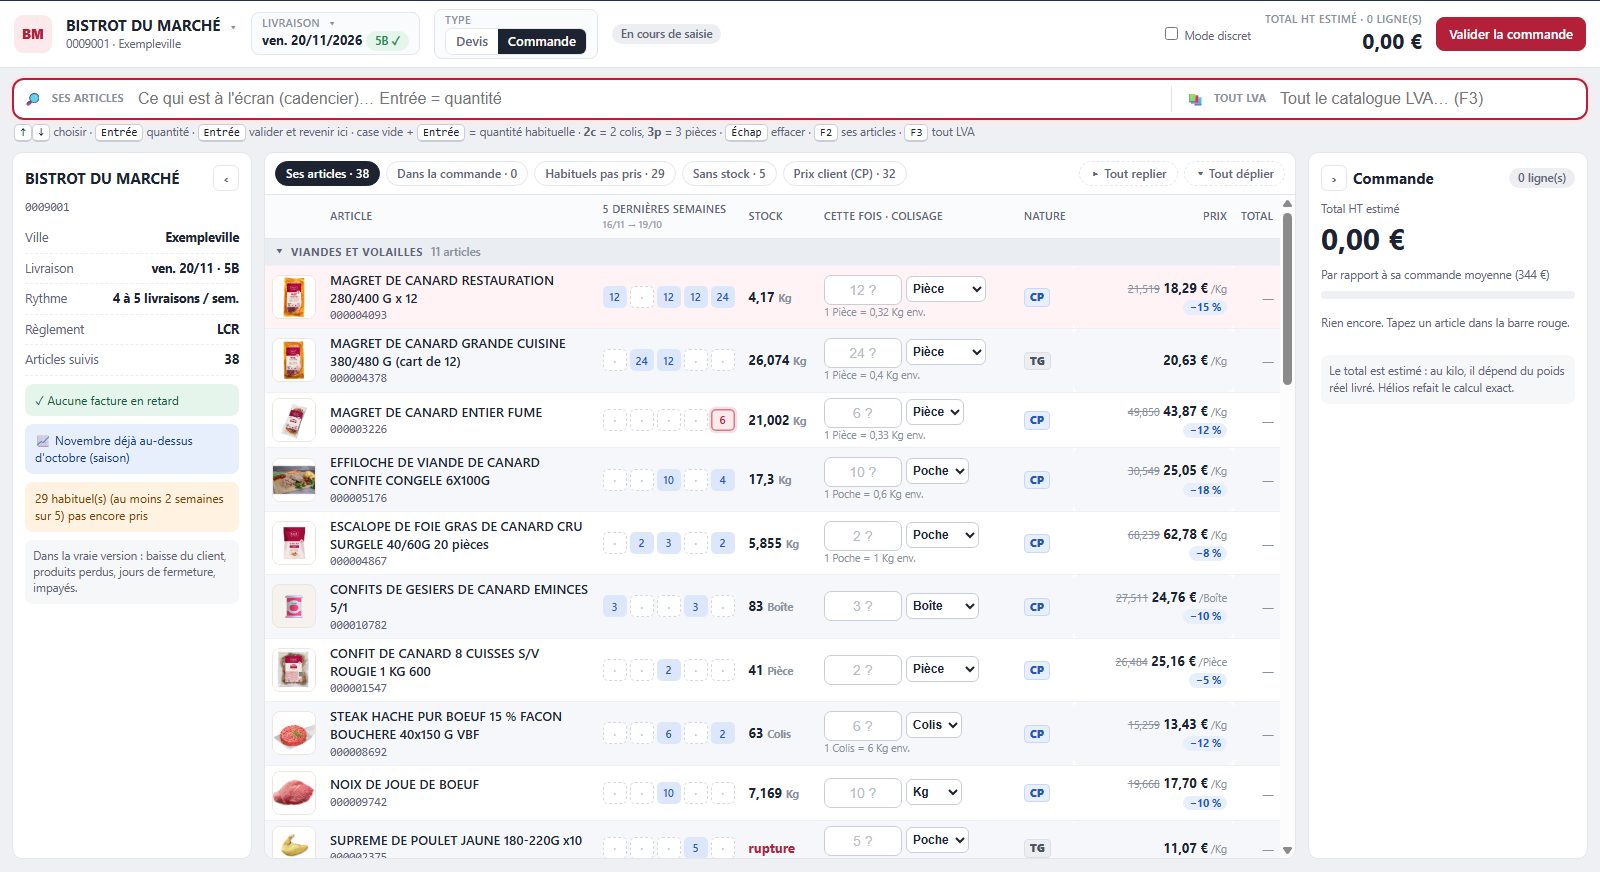 BM
BISTROT DU MARCHÉ
0009001 · Exempleville
LIVRAISON
ven. 20/11/2026 5B ✓
TYPE
Devis Commande
En cours de saisie
Mode discret
TOTAL HT ESTIMÉ · 0 LIGNE(S)
0,00 €
Valider la commande
SES ARTICLES Ce qui est à l'écran (cadencier)… Entrée = quantité
TOUT LVA Tout le catalogue LVA… (F3)
↑ ↓ choisir · Entrée quantité · Entrée valider et revenir ici · case vide + Entrée = quantité habituelle · 2c = 2 colis, 3p = 3 pièces · Échap effacer · F2 ses articles · F3 tout LVA
BISTROT DU MARCHÉ ‹
0009001
Ville Exempleville
Livraison ven. 20/11 · 5B
Rythme 4 à 5 livraisons / sem.
Règlement LCR
Articles suivis 38
✓ Aucune facture en retard
Novembre déjà au-dessus
d'octobre (saison)
29 habituel(s) (au moins 2 semaines
sur 5) pas encore pris
Dans la vraie version : baisse du client,
produits perdus, jours de fermeture,
impayés.
Ses articles · 38 Dans la commande · 0 Habituels pas pris · 29 Sans stock · 5 Prix client (CP) · 32 ▸ Tout replier ▾ Tout déplier
ARTICLE 5 DERNIÈRES SEMAINES STOCK CETTE FOIS · COLISAGE NATURE PRIX TOTAL
16/11 → 19/10
▾ VIANDES ET VOLAILLES 11 articles
MAGRET DE CANARD RESTAURATION
280/400 G x 12
000004093
12 · 12 12 24 4,17 Kg 12 ? Pièce
1 Pièce = 0,32 Kg env.
CP 21,519 18,29 € /Kg —
−15 %
MAGRET DE CANARD GRANDE CUISINE
380/480 G (cart de 12)
000004378
· 24 12 · · 26,074 Kg 24 ? Pièce
1 Pièce = 0,4 Kg env.
TG 20,63 € /Kg —
MAGRET DE CANARD ENTIER FUME
000003226
· · · · 6 21,002 Kg 6 ? Pièce
1 Pièce = 0,33 Kg env.
CP 49,850 43,87 € /Kg —
−12 %
EFFILOCHE DE VIANDE DE CANARD
CONFITE CONGELE 6X100G
000005176
· · 10 · 4 17,3 Kg 10 ? Poche
1 Poche = 0,6 Kg env.
CP 30,549 25,05 € /Kg —
−18 %
ESCALOPE DE FOIE GRAS DE CANARD CRU
SURGELE 40/60G 20 pièces
000004867
· 2 3 · 2 5,855 Kg 2 ? Poche
1 Poche = 1 Kg env.
CP 68,239 62,78 € /Kg —
−8 %
CONFITS DE GESIERS DE CANARD EMINCES
5/1
000010782
3 · · 3 · 83 Boîte 3 ? Boîte
CP 27,511 24,76 € /Boîte —
−10 %
CONFIT DE CANARD 8 CUISSES S/V
ROUGIE 1 KG 600
000001547
· · 2 · · 41 Pièce 2 ? Pièce
CP 26,484 25,16 € /Pièce —
−5 %
STEAK HACHE PUR BOEUF 15 % FACON
BOUCHERE 40x150 G VBF
000008692
· · 6 · 2 63 Colis 6 ? Colis
1 Colis = 6 Kg env.
CP 15,259 13,43 € /Kg —
−12 %
NOIX DE JOUE DE BOEUF
000009742
· · 10 · · 7,169 Kg 10 ? Kg
CP 19,668 17,70 € /Kg —
−10 %
SUPREME DE POULET JAUNE 180-220G x10
000002375
· · · 5 · rupture 5 ? Poche
TG 11,07 € /Kg —
› Commande 0 ligne(s)
Total HT estimé
0,00 €
Par rapport à sa commande moyenne (344 €)
Rien encore. Tapez un article dans la barre rouge.
Le total est estimé : au kilo, il dépend du poids
réel livré. Hélios refait le calcul exact.